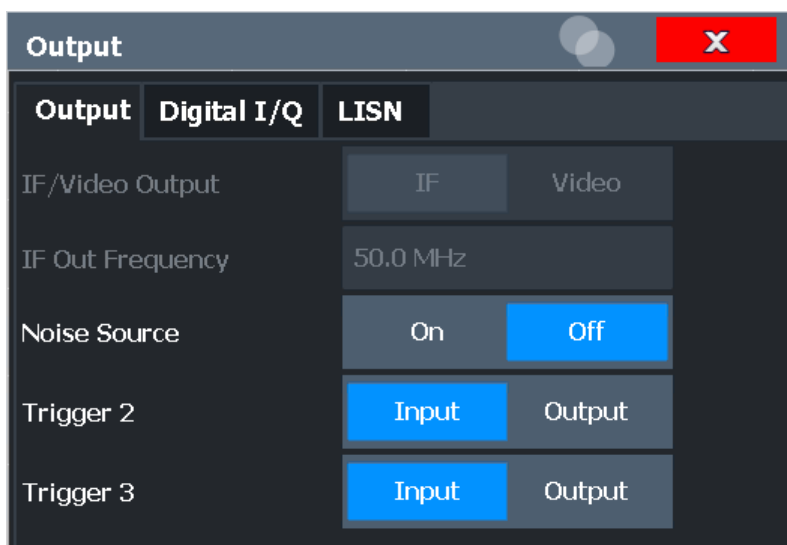 Output
X
Output Digital I/Q LISN
IF/Video Output IF Video
IF Out Frequency 50.0 MHz
Noise Source On Off
Trigger 2 Input Output
Trigger 3 Input Output